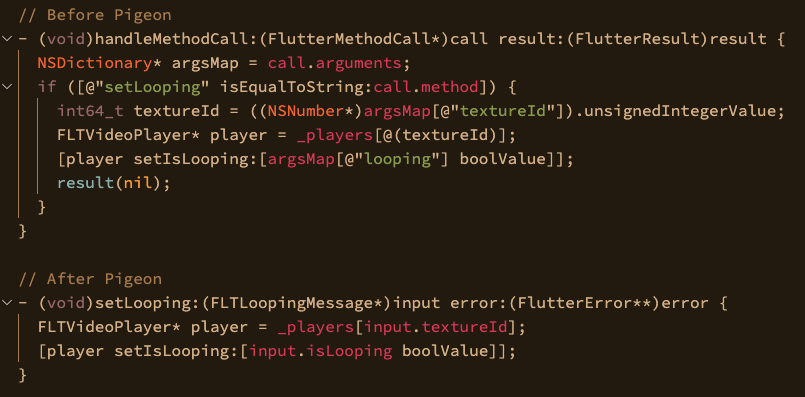 // Before Pigeon
- (void)handleMethodCall:(FlutterMethodCall*)call result:(FlutterResult)result {
NSDictionary* argsMap = call.arguments;
if ([@"setLooping" isEqualToString:call.method]) {
int64_t textureId = ((NSNumber*)argsMap[@"textureId"]).unsignedIntegerValue;
FLTVideoPlayer* player = _players[@(textureId)];
[player setIsLooping:[argsMap[@"looping"] boolValue]];
result(nil);
}
}
// After Pigeon
- (void)setLooping:(FLTLoopingMessage*)input error:(FlutterError**)error {
FLTVideoPlayer* player = _players[input.textureId];
[player setIsLooping:[input.isLooping boolValue]];
}